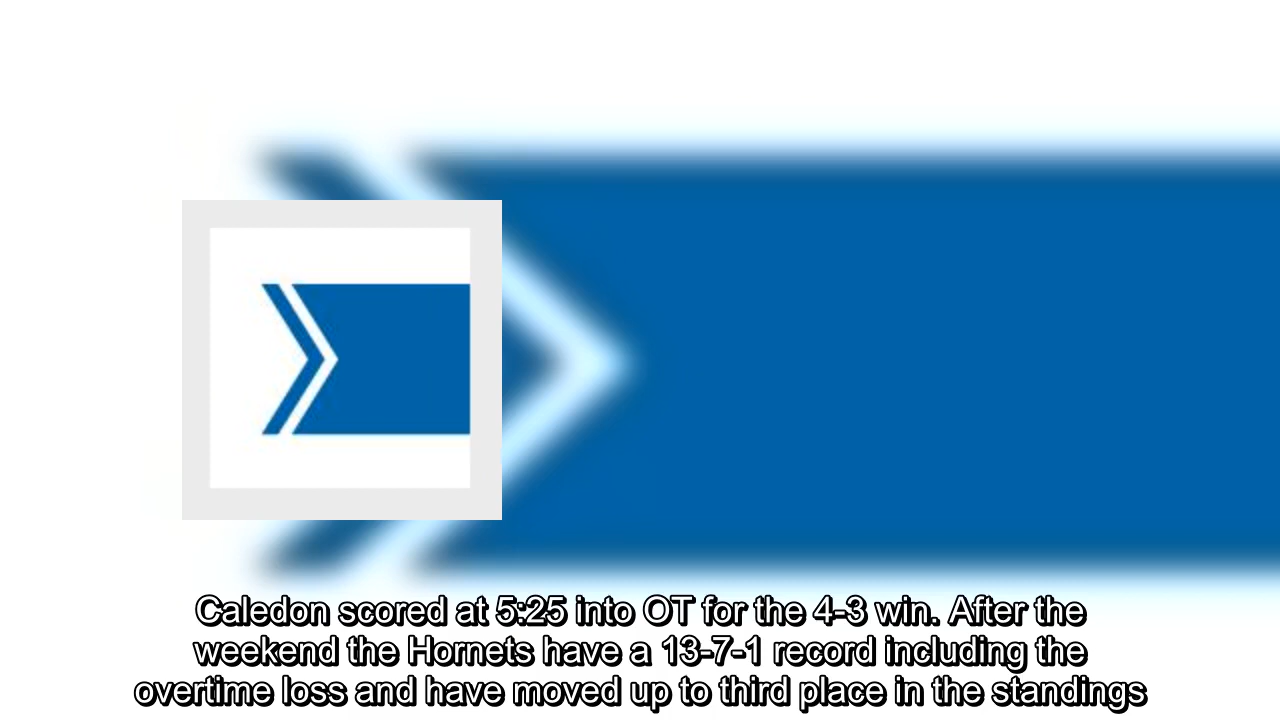 Caledon scored at 5:25 into OT for the 4-3 win. After the
weekend the Hornets have a 13-7-1 record including the
overtime loss and have moved up to third place in the standings